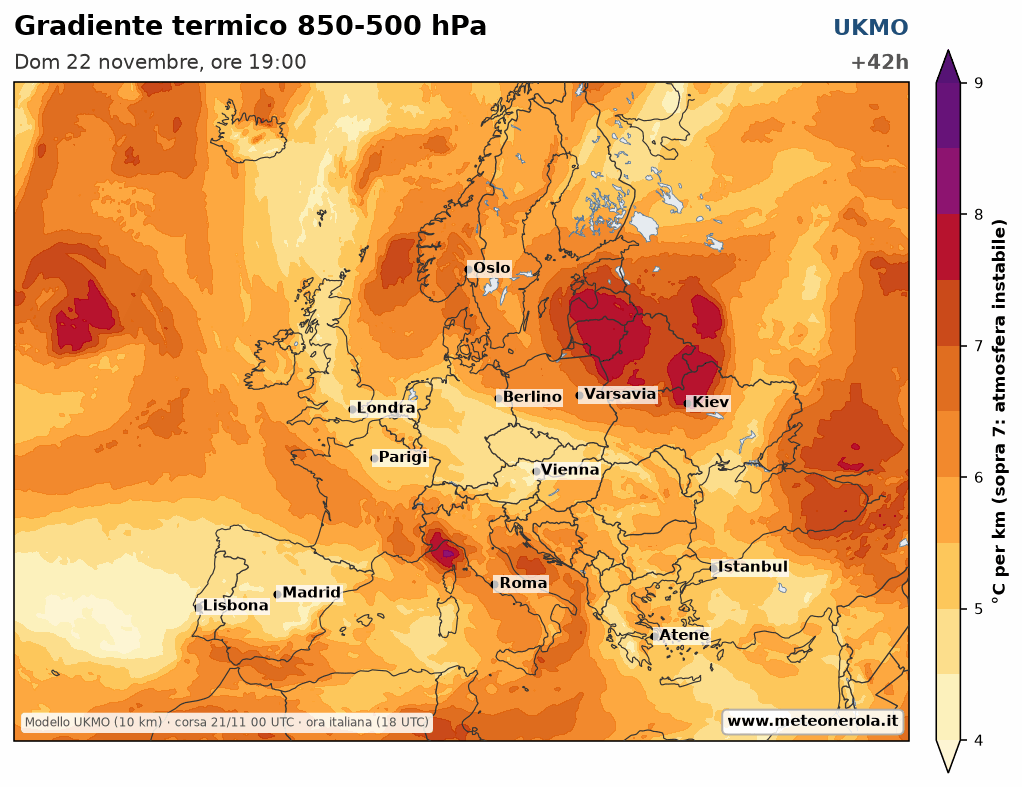 Gradiente termico 850-500 hPa
UKMO
Dom 22 novembre, ore 19:00
+42h
9
8
7
6
5
4
°C per km (sopra 7: atmosfera instabile)
Oslo
Berlino
Varsavia
Kiev
Londra
Parigi
Vienna
Istanbul
Roma
Madrid
Lisbona
Atene
Modello UKMO (10 km) · corsa 21/11 00 UTC · ora italiana (18 UTC)
www.meteonerola.it